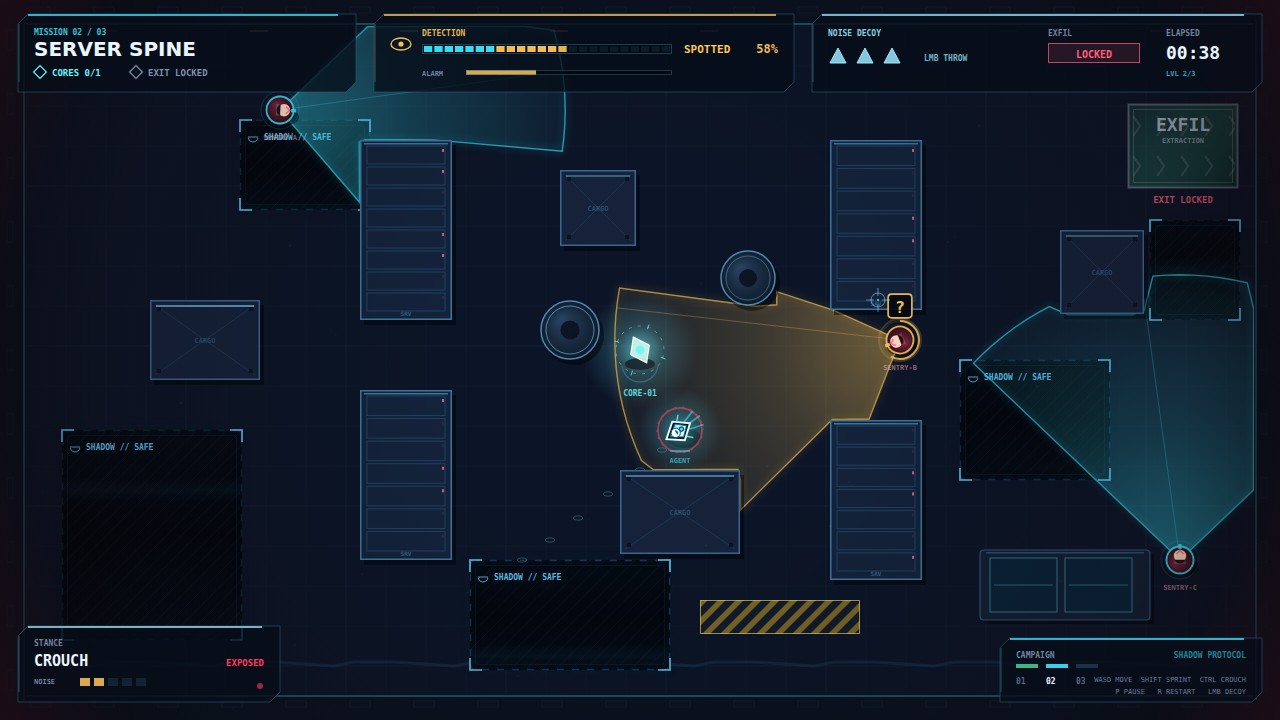 MISSION 02 / 03
SERVER SPINE
CORES 0/1
EXIT LOCKED
DETECTION
SPOTTED
58%
ALARM
NOISE DECOY
LMB THROW
EXFIL
LOCKED
ELAPSED
00:38
LVL 2/3
SHADOW // SAFE
EXFIL
EXTRACTION
EXIT LOCKED
CARGO
CARGO
SRV
CARGO
?
SENTRY-B
SHADOW // SAFE
CORE-01
AGENT
SHADOW // SAFE
CARGO
SRV
SHADOW // SAFE
SRV
SENTRY-C
STANCE
CROUCH
EXPOSED
NOISE
CAMPAIGN
SHADOW PROTOCOL
01 02 03
WASD MOVE SHIFT SPRINT CTRL CROUCH
P PAUSE R RESTART LMB DECOY